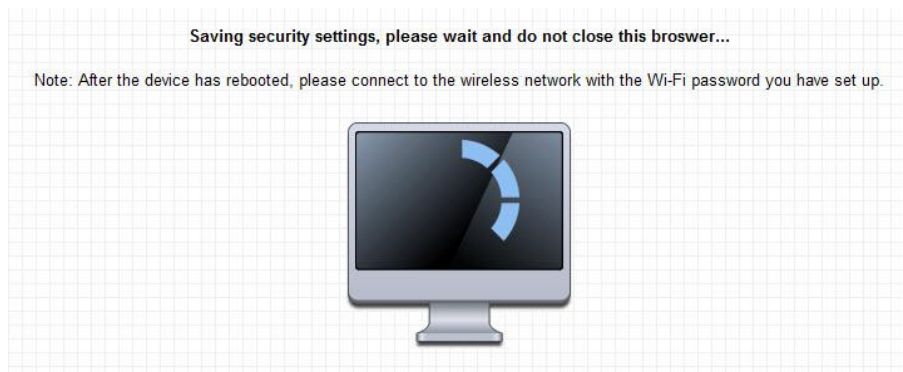 Saving security settings, please wait and do not close this broswer...
Note: After the device has rebooted, please connect to the wireless network with the Wi-Fi password you have set up.